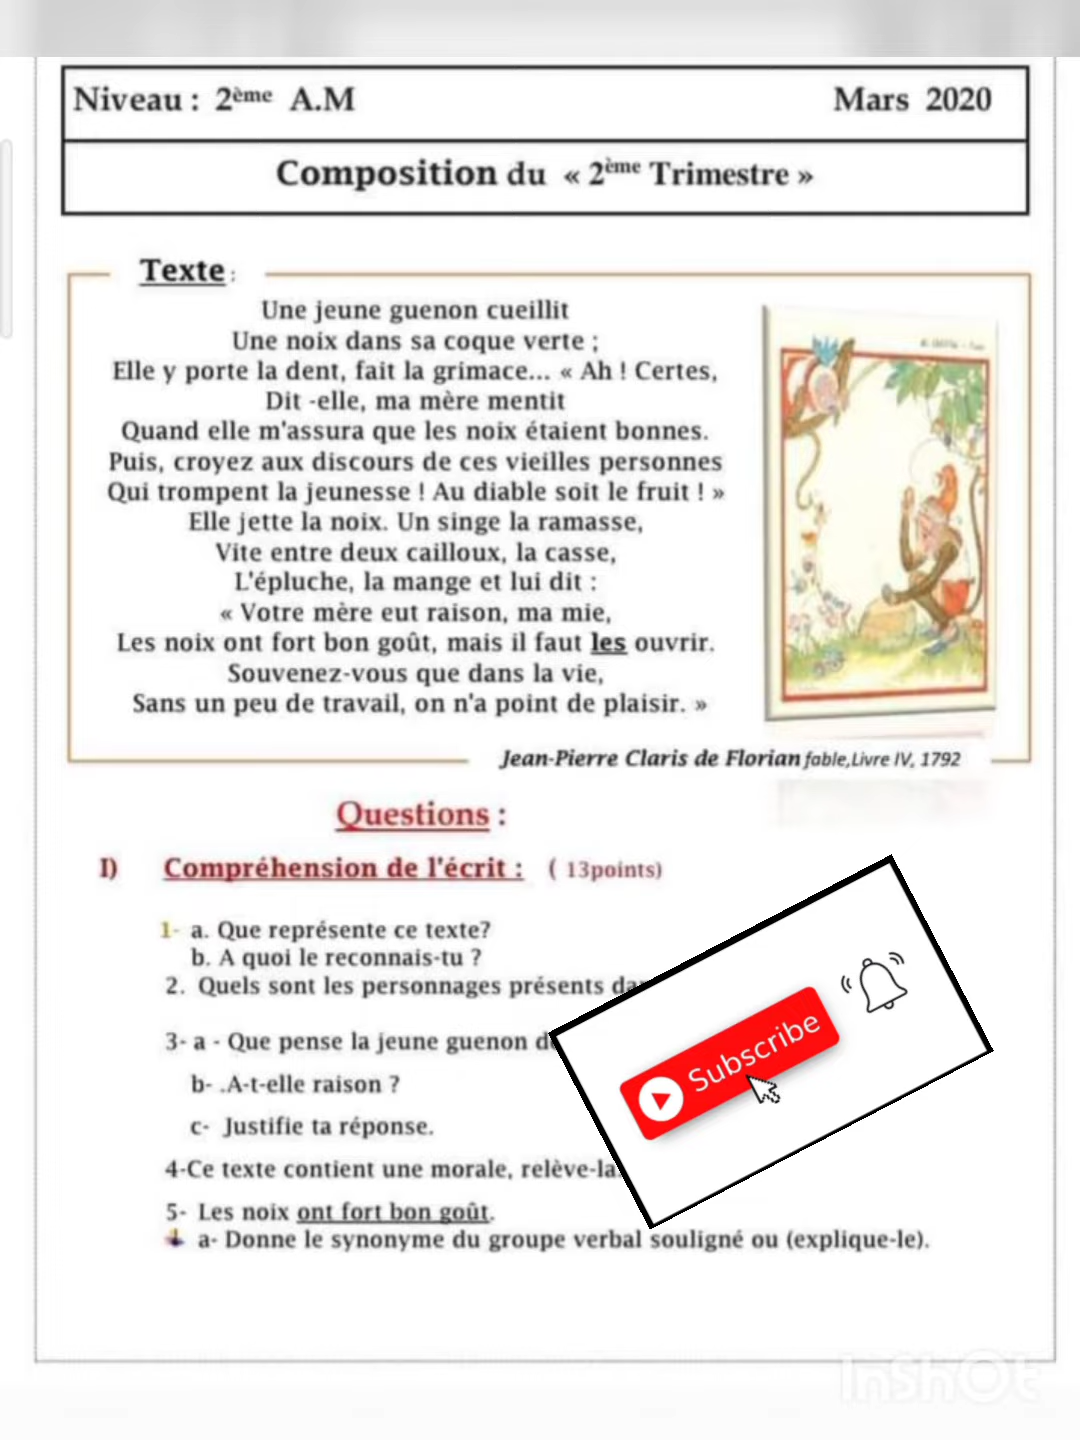 Niveau : 2ème A.M Mars 2020
Composition du « 2ème Trimestre »
Texte :
Une jeune guenon cueillit
Une noix dans sa coque verte ;
Elle y porte la dent, fait la grimace... « Ah ! Certes,
Dit -elle, ma mère mentit
Quand elle m'assura que les noix étaient bonnes.
Puis, croyez aux discours de ces vieilles personnes
Qui trompent la jeunesse ! Au diable soit le fruit ! »
Elle jette la noix. Un singe la ramasse,
Vite entre deux cailloux, la casse,
L'épluche, la mange et lui dit :
« Votre mère eut raison, ma mie,
Les noix ont fort bon goût, mais il faut les ouvrir.
Souvenez-vous que dans la vie,
Sans un peu de travail, on n'a point de plaisir. »
Jean-Pierre Claris de Florian fable,Livre IV, 1792
Questions :
I) Compréhension de l'écrit : ( 13points)
1- a. Que représente ce texte?
b. A quoi le reconnais-tu ?
2. Quels sont les personnages présents
3- a - Que pense la jeune guenon
b- .A-t-elle raison ?
c- Justifie ta réponse.
4-Ce texte contient une morale, relève-la.
5- Les noix ont fort bon goût.
a- Donne le synonyme du groupe verbal souligné ou (explique-le).
Subscribe
InShOt